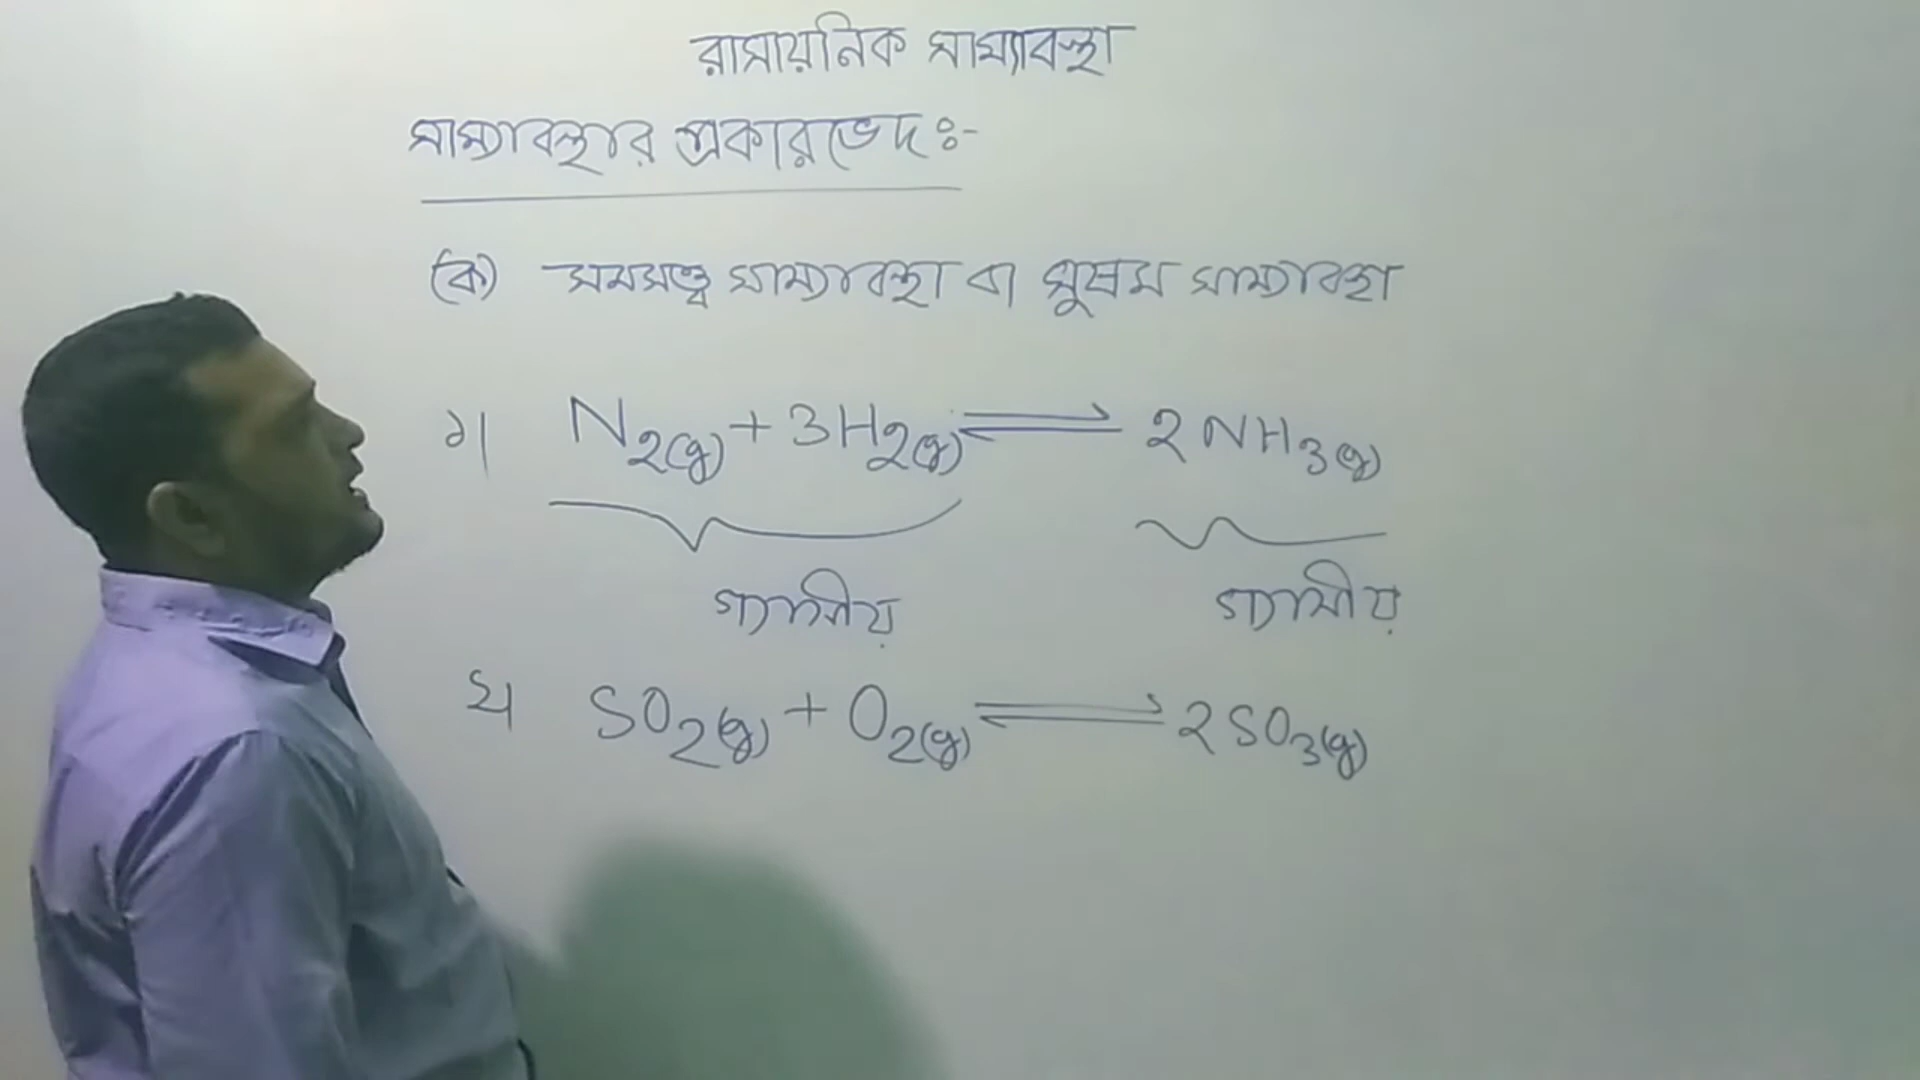 রাসায়নিক সাম্যাবস্থা
সাম্যাবস্থার প্রকারভেদঃ-
(ক) সমসত্ত্ব সাম্যাবস্থা বা সুষম সাম্যাবস্থা
১। N₂(g) + 3H₂(g) ⇌ 2NH₃(g)
গ্যাসীয় গ্যাসীয়
২। SO₂(g) + O₂(g) ⇌ 2SO₃(g)